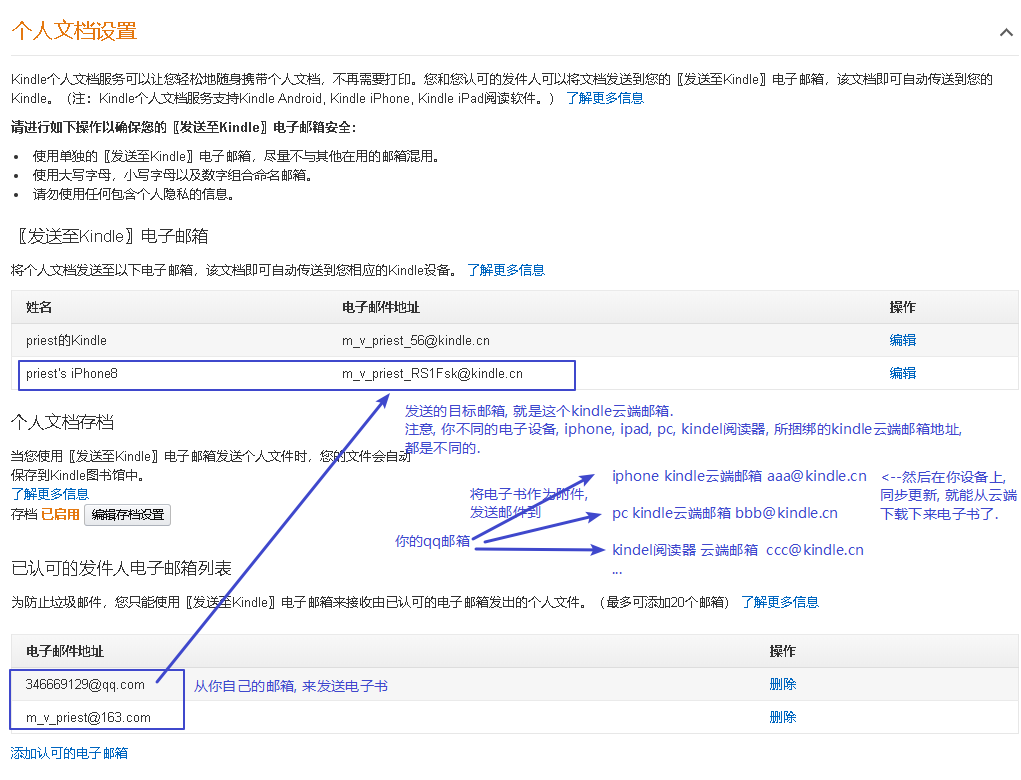 个人文档设置
Kindle个人文档服务可以让您轻松地随身携带个人文档，不再需要打印。您和您认可的发件人可以将文档发送到您的〖发送至Kindle〗电子邮箱，该文档即可自动传送到您的
Kindle。（注：Kindle个人文档服务支持Kindle Android, Kindle iPhone, Kindle iPad阅读软件。） 了解更多信息
请进行如下操作以确保您的〖发送至Kindle〗电子邮箱安全：
• 使用单独的〖发送至Kindle〗电子邮箱，尽量不与其他在用的邮箱混用。
• 使用大写字母，小写字母以及数字组合命名邮箱。
• 请勿使用任何包含个人隐私的信息。
〖发送至Kindle〗电子邮箱
将个人文档发送至以下电子邮箱，该文档即可自动传送到您相应的Kindle设备。 了解更多信息
姓名 电子邮件地址 操作
priest的Kindle m_v_priest_56@kindle.cn 编辑
priest's iPhone8 m_v_priest_RS1Fsk@kindle.cn 编辑
发送的目标邮箱, 就是这个kindle云端邮箱.
注意, 你不同的电子设备, iphone, ipad, pc, kindel阅读器, 所捆绑的kindle云端邮箱地址,
都是不同的.
个人文档存档
当您使用〖发送至Kindle〗电子邮箱发送个人文件时，您的文件会自动
保存到Kindle图书馆中。
了解更多信息
存档 已启用 编辑存档设置
将电子书作为附件,
发送邮件到
你的qq邮箱
iphone kindle云端邮箱 aaa@kindle.cn
pc kindle云端邮箱 bbb@kindle.cn
kindel阅读器 云端邮箱 ccc@kindle.cn
...
<--然后在你设备上,
同步更新, 就能从云端
下载下来电子书了.
已认可的发件人电子邮箱列表
为防止垃圾邮件，您只能使用〖发送至Kindle〗电子邮箱来接收由已认可的电子邮箱发出的个人文件。（最多可添加20个邮箱） 了解更多信息
电子邮件地址 操作
346669129@qq.com 从你自己的邮箱, 来发送电子书 删除
m_v_priest@163.com 删除
添加认可的电子邮箱